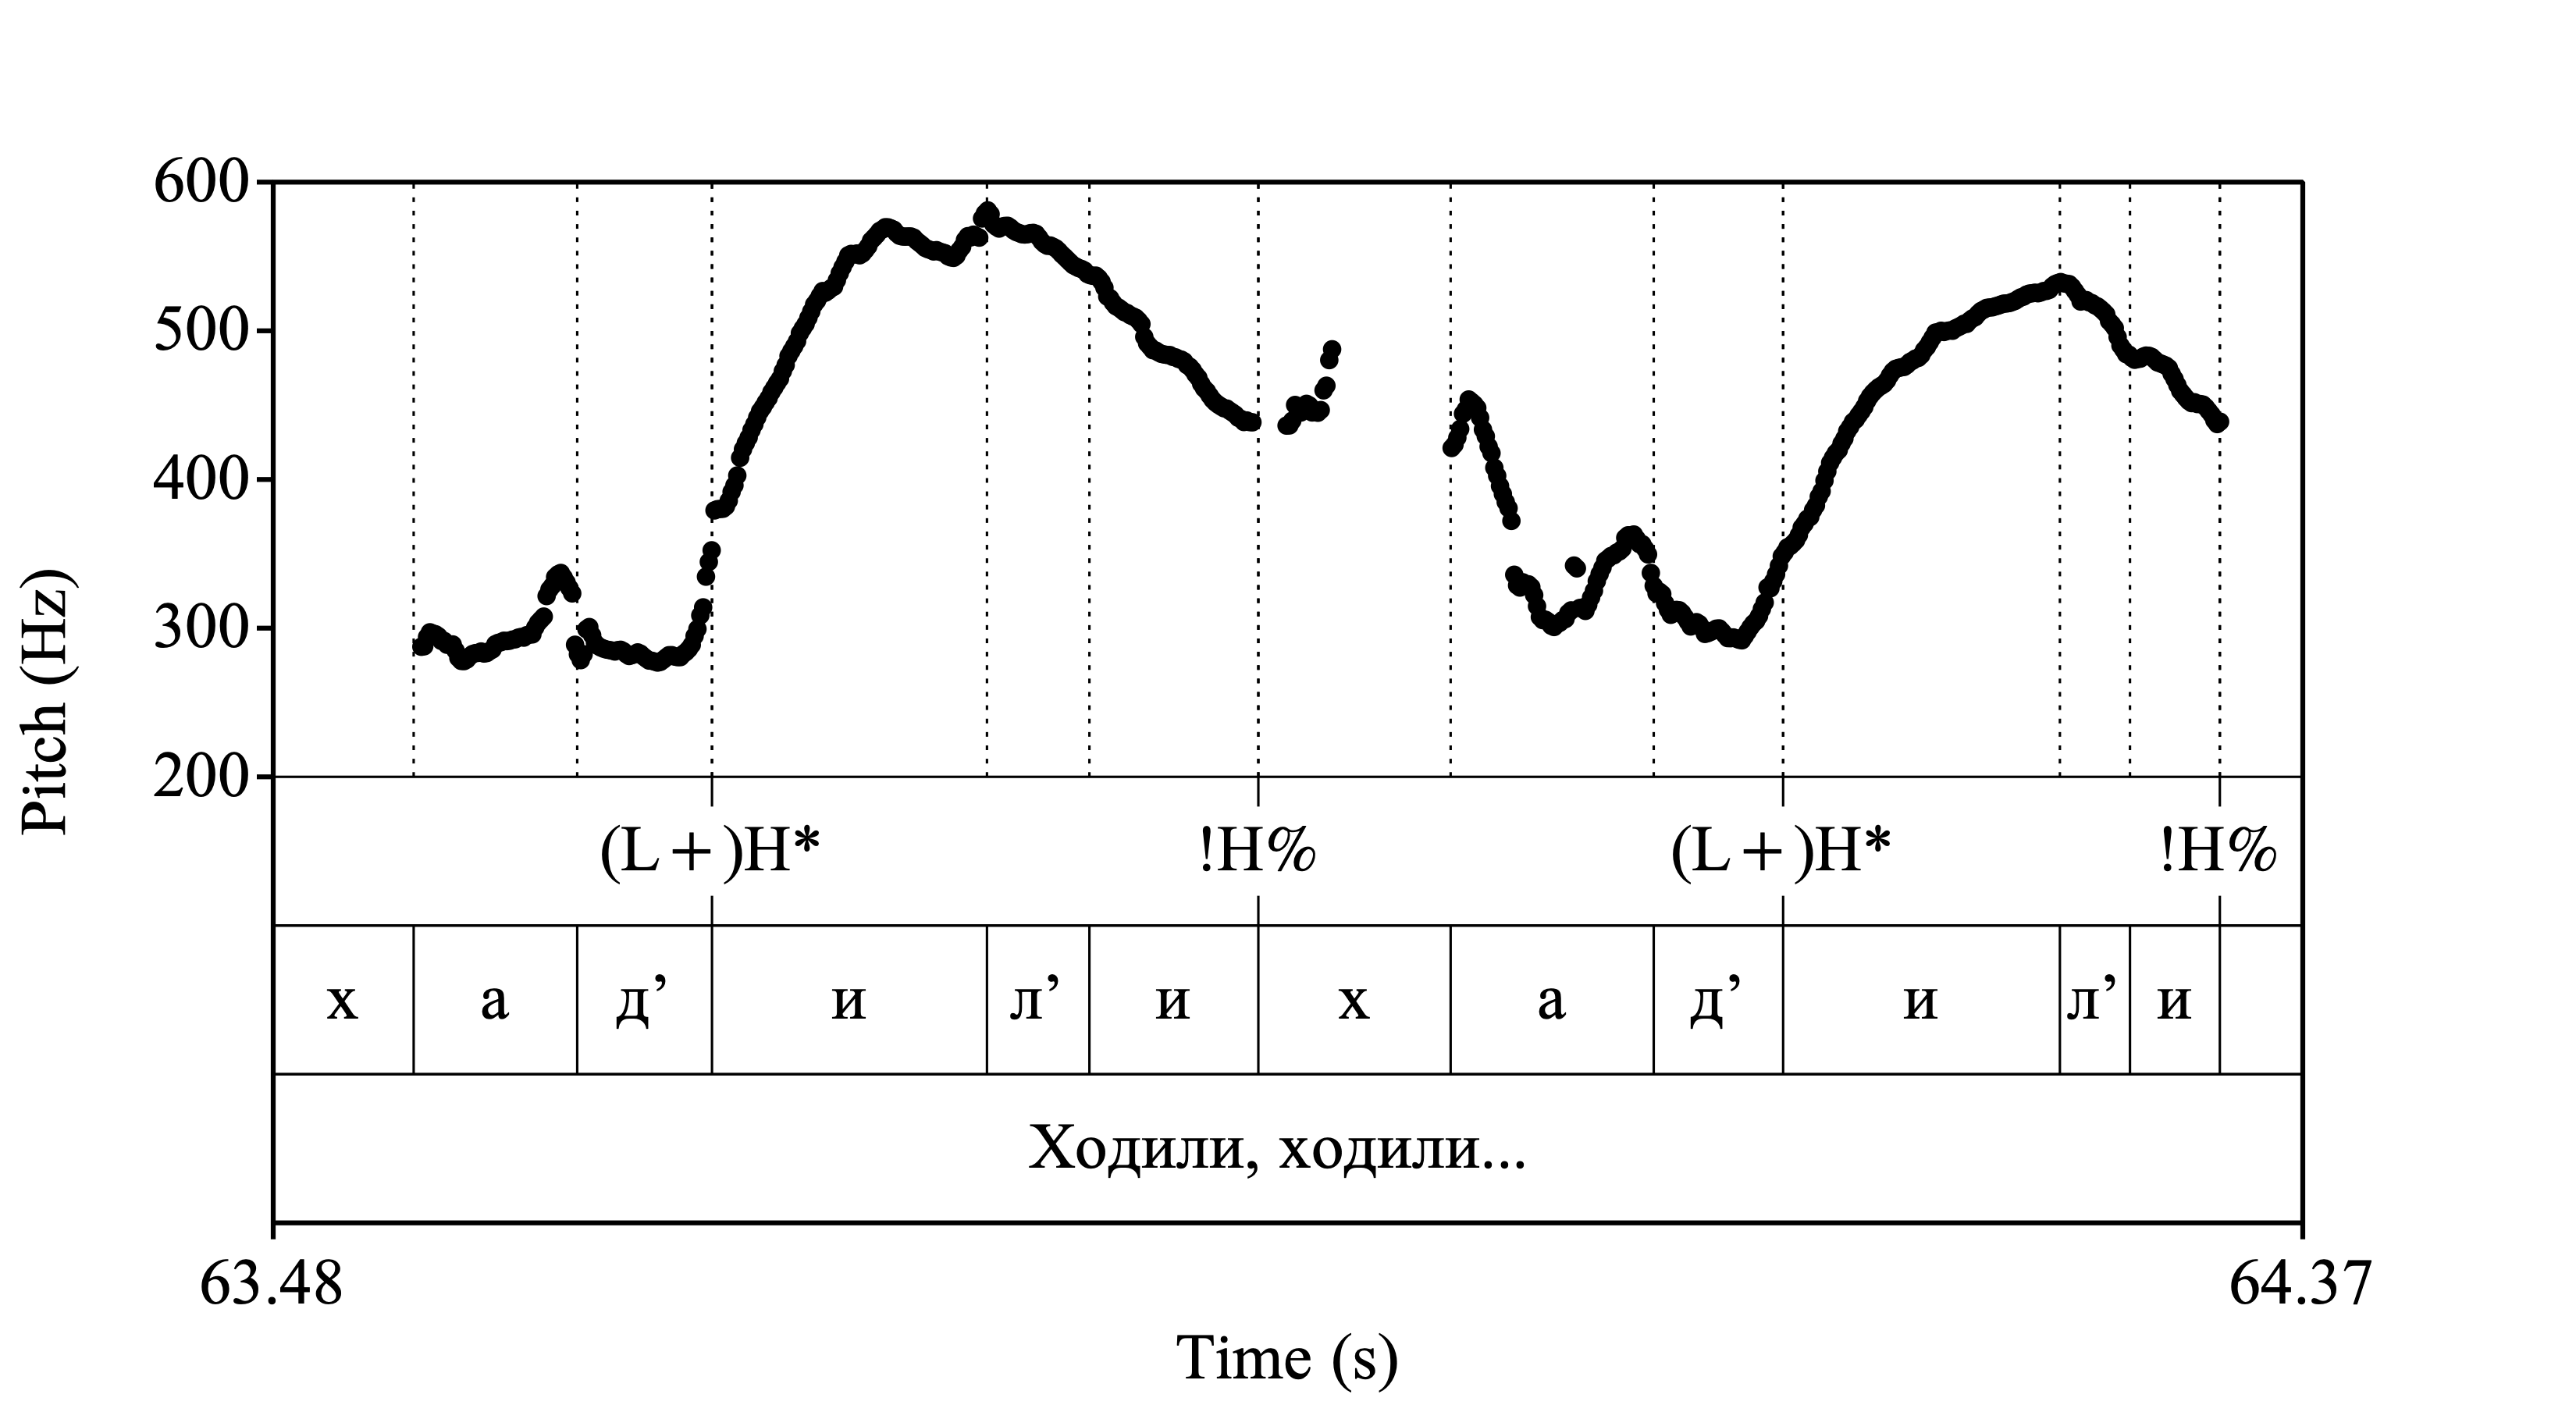 600
500
400
300
200
Pitch (Hz)
(L+)H* !H% (L+)H* !H%
х а д’ и л’ и х а д’ и л’ и
Ходили, ходили...
63.48 64.37
Time (s)